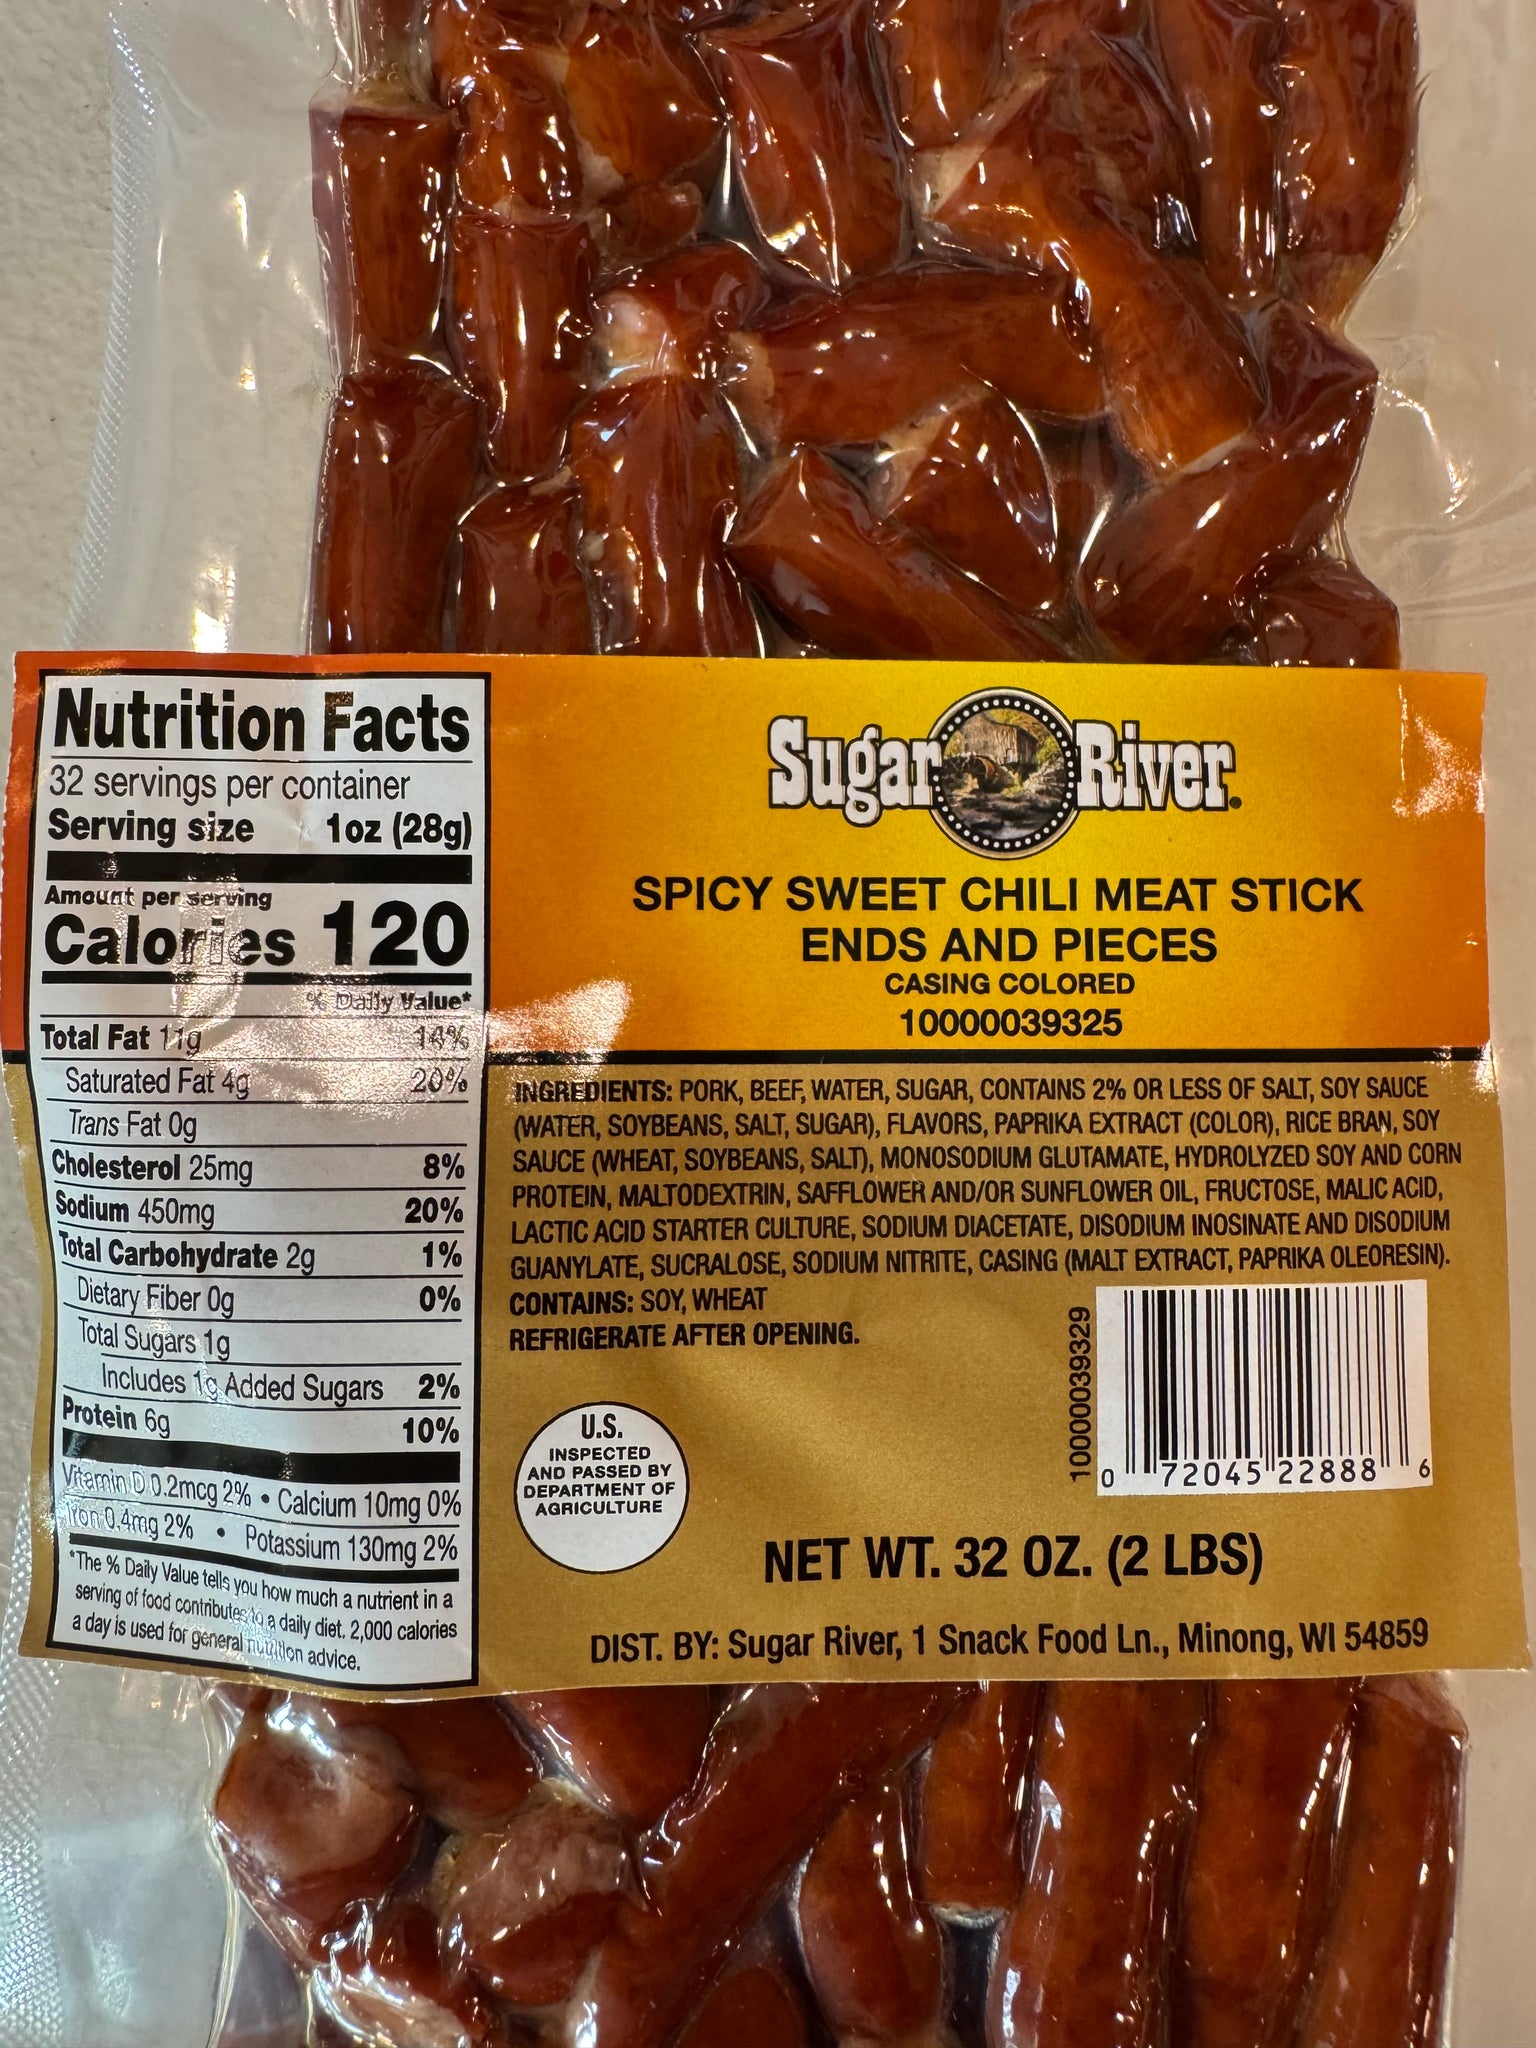 Nutrition Facts
32 servings per container
Serving size 1oz (28g)
Amount per serving
Calories 120
% Daily Value*
Total Fat 11g 14%
Saturated Fat 4g 20%
Trans Fat 0g
Cholesterol 25mg 8%
Sodium 450mg 20%
Total Carbohydrate 2g 1%
Dietary Fiber 0g 0%
Total Sugars 1g
Includes 1g Added Sugars 2%
Protein 6g 10%
Vitamin D 0.2mcg 2% • Calcium 10mg 0%
Iron 0.4mg 2% • Potassium 130mg 2%
*The % Daily Value tells you how much a nutrient in a
serving of food contributes to a daily diet. 2,000 calories
a day is used for general nutrition advice.
Sugar River®
SPICY SWEET CHILI MEAT STICK
ENDS AND PIECES
CASING COLORED
10000039325
INGREDIENTS: PORK, BEEF, WATER, SUGAR, CONTAINS 2% OR LESS OF SALT, SOY SAUCE
(WATER, SOYBEANS, SALT, SUGAR), FLAVORS, PAPRIKA EXTRACT (COLOR), RICE BRAN, SOY
SAUCE (WHEAT, SOYBEANS, SALT), MONOSODIUM GLUTAMATE, HYDROLYZED SOY AND CORN
PROTEIN, MALTODEXTRIN, SAFFLOWER AND/OR SUNFLOWER OIL, FRUCTOSE, MALIC ACID,
LACTIC ACID STARTER CULTURE, SODIUM DIACETATE, DISODIUM INOSINATE AND DISODIUM
GUANYLATE, SUCRALOSE, SODIUM NITRITE, CASING (MALT EXTRACT, PAPRIKA OLEORESIN).
CONTAINS: SOY, WHEAT
REFRIGERATE AFTER OPENING.
U.S.
INSPECTED
AND PASSED BY
DEPARTMENT OF
AGRICULTURE
10000039329
0 72045 22888 6
NET WT. 32 OZ. (2 LBS)
DIST. BY: Sugar River, 1 Snack Food Ln., Minong, WI 54859